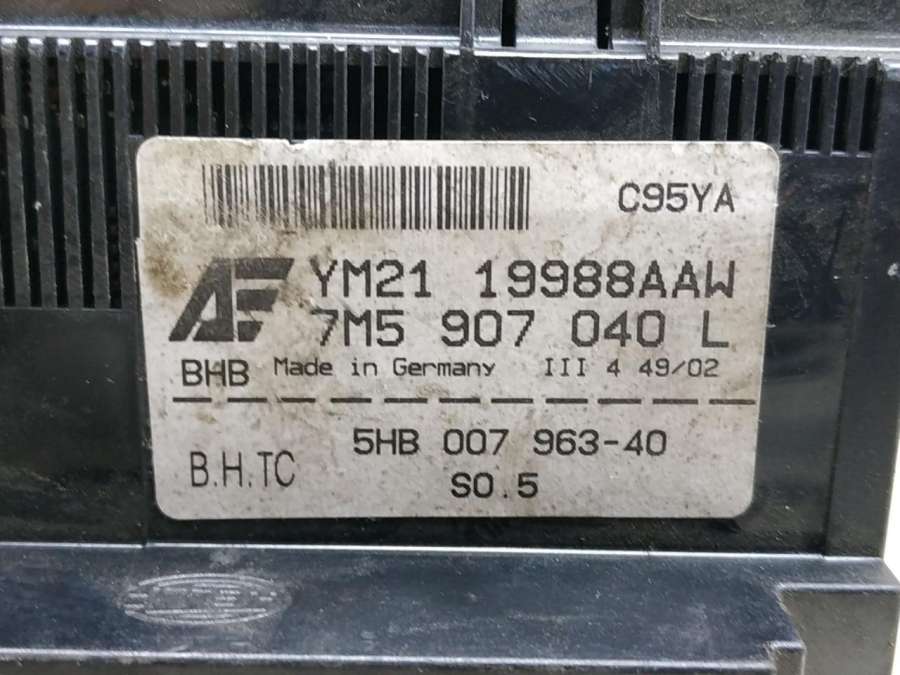 C95YA
AF YM21 19988AAW
7M5 907 040 L
BHB Made in Germany III 4 49/02
5HB 007 963-40
B.H.TC
S0.5